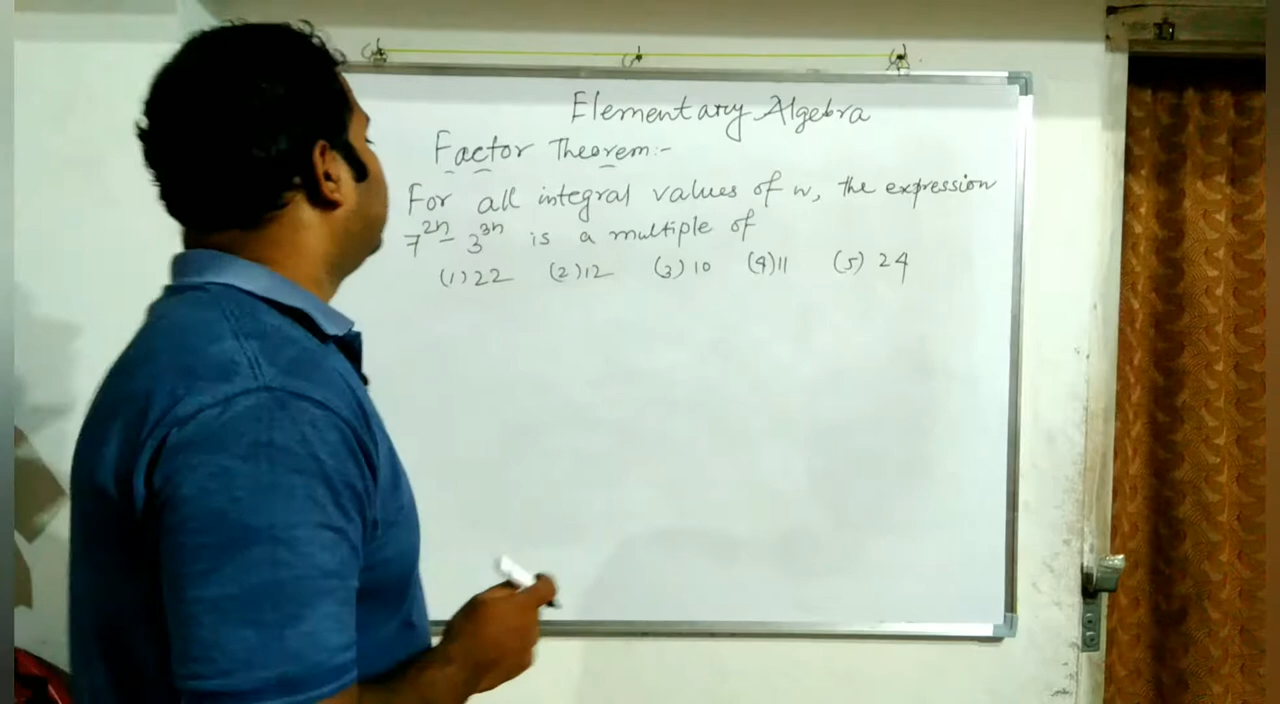 Elementary Algebra
Factor Theorem:-
For all integral values of n, the expression
7^2n - 3^3n is a multiple of
(1) 22 (2) 12 (3) 10 (4) 11 (5) 24